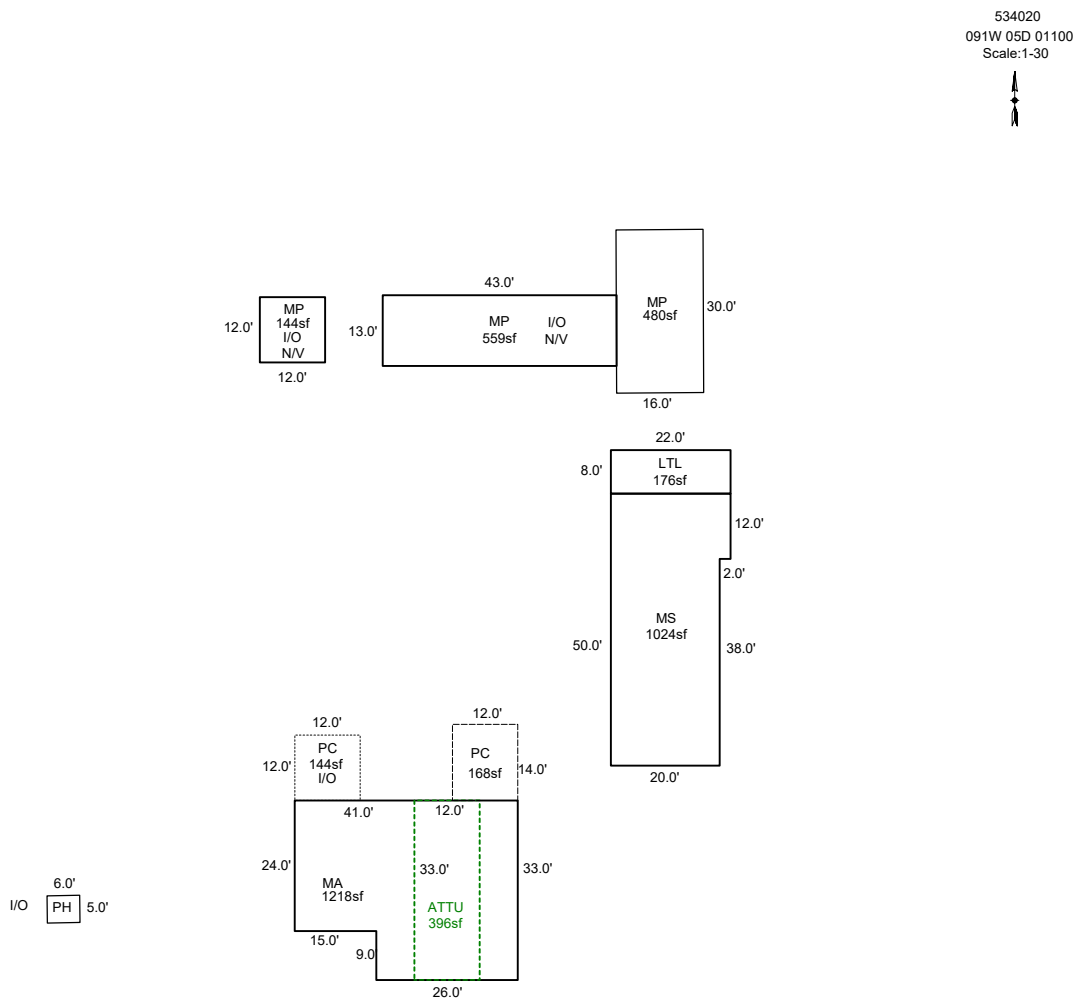 534020
091W 05D 01100
Scale:1-30
43.0'
MP
144sf
I/O
N/V
12.0'
12.0'
13.0'
MP
559sf
I/O
N/V
MP
480sf
30.0'
16.0'
22.0'
8.0'
LTL
176sf
12.0'
2.0'
MS
1024sf
50.0'
38.0'
20.0'
12.0'
12.0'
PC
144sf
I/O
12.0'
PC
168sf
14.0'
41.0'
12.0'
24.0'
MA
1218sf
33.0'
33.0'
ATTU
396sf
15.0'
9.0'
26.0'
6.0'
I/O
PH
5.0'